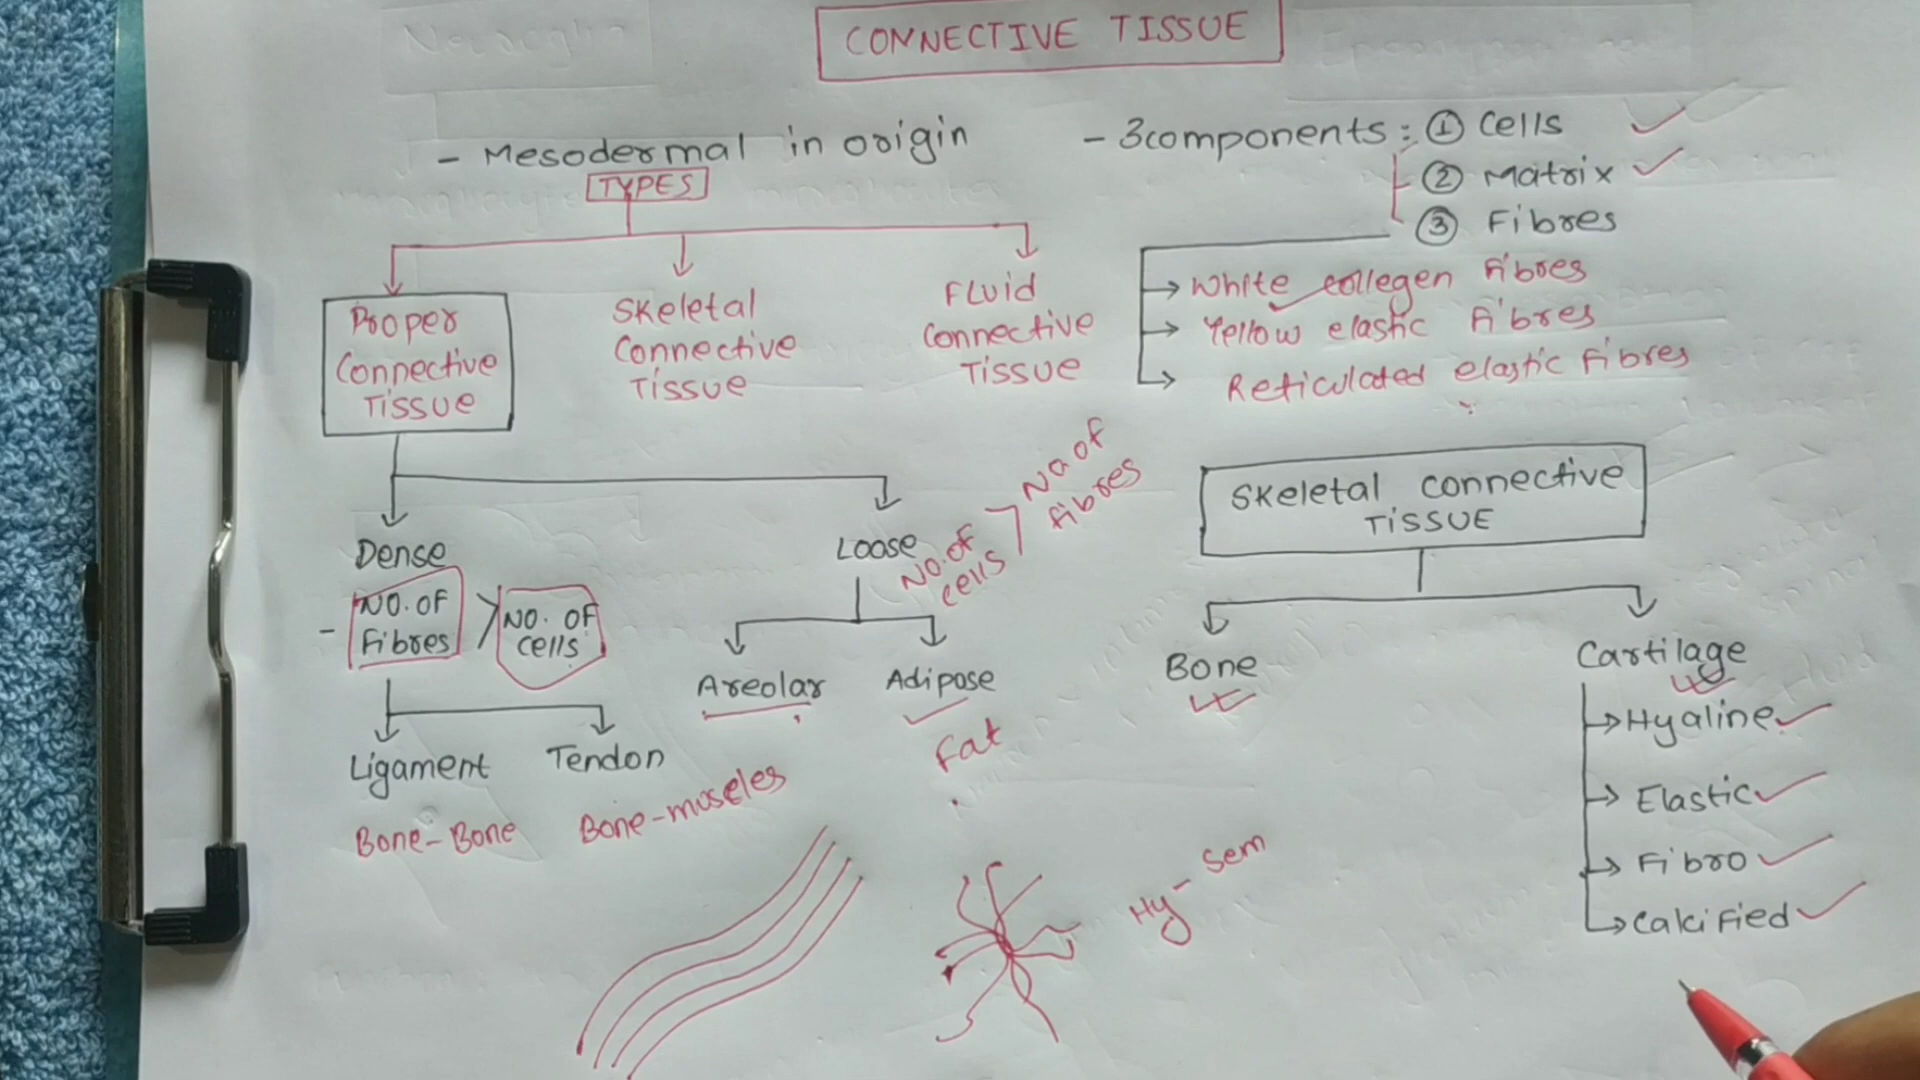 CONNECTIVE TISSUE
- Mesodermal in origin
- 3components: ① Cells
② Matrix
③ Fibres
White collegen Fibres
Yellow elastic Fibres
Reticulated elastic Fibres
TYPES
Proper
Connective
Tissue
Skeletal
Connective
Tissue
Fluid
Connective
Tissue
Dense
- NO. OF
Fibres
>
NO. OF
cells
Ligament
Bone-Bone
Tendon
Bone-muscles
Loose
No. of
cells
>
No of
fibres
Areolar
Adipose
Fat
Skeletal connective
TISSUE
Bone
Cartilage
Hyaline
Elastic
Fibro
Calcified
Hy- Sem